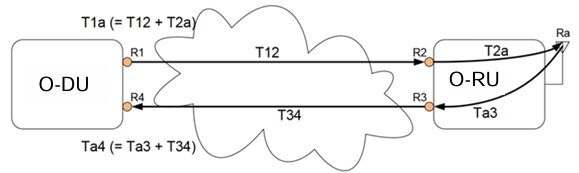 T1a (= T12 + T2a)
R1
T12
R2
T2a
Ra
O-DU
O-RU
R4
T34
R3
Ta3
Ta4 (= Ta3 + T34)